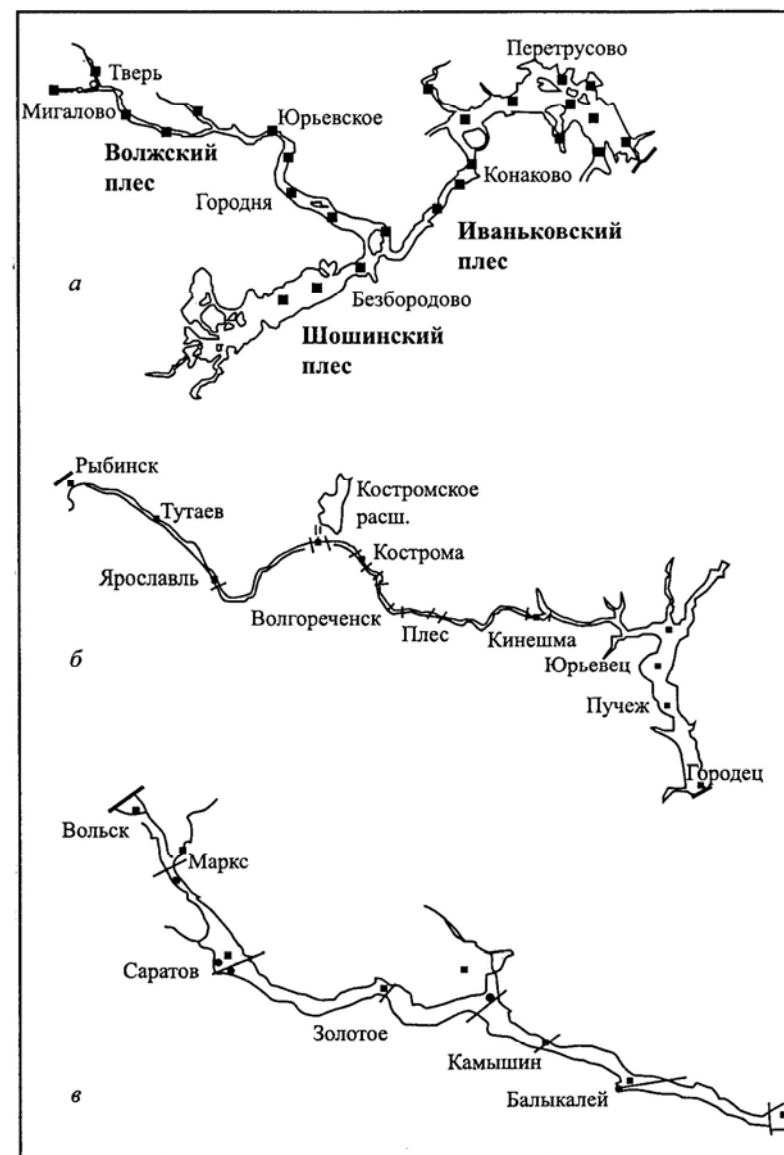 Перетрусово
Тверь
Мигалово
Юрьевское
Волжский
плес
Конаково
Городня
Иваньковский
плес
а
Безбородово
Шошинский
плес
Рыбинск
Костромское
расш.
Тутаев
Кострома
Ярославль
Волгореченск
Плес
Кинешма
Юрьевец
б
Пучеж
Городец
Вольск
Маркс
Саратов
Золотое
Камышин
Балыкалей
в